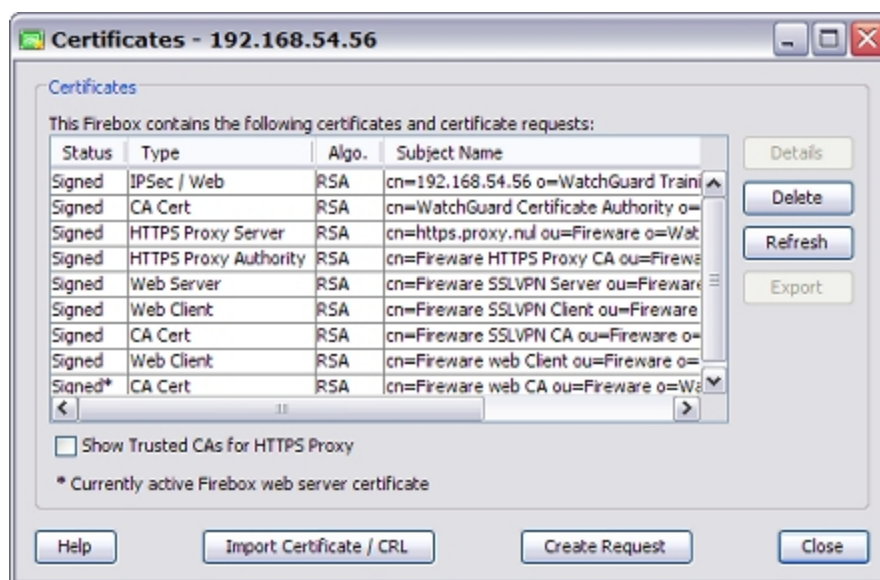 Certificates - 192.168.54.56
Certificates
This Firebox contains the following certificates and certificate requests:
Status Type Algo. Subject Name
Signed IPSec / Web RSA cn=192.168.54.56 o=WatchGuard Traini
Signed CA Cert RSA cn=WatchGuard Certificate Authority o=
Signed HTTPS Proxy Server RSA cn=https.proxy.nul ou=Fireware o=Wat
Signed HTTPS Proxy Authority RSA cn=Fireware HTTPS Proxy CA ou=Firewa
Signed Web Server RSA cn=Fireware SSLVPN Server ou=Fireware
Signed Web Client RSA cn=Fireware SSLVPN Client ou=Fireware
Signed CA Cert RSA cn=Fireware SSLVPN CA ou=Fireware o=
Signed Web Client RSA cn=Fireware web Client ou=Fireware o=
Signed* CA Cert RSA cn=Fireware web CA ou=Fireware o=Wa
Details
Delete
Refresh
Export
Show Trusted CAs for HTTPS Proxy
* Currently active Firebox web server certificate
Help Import Certificate / CRL Create Request Close